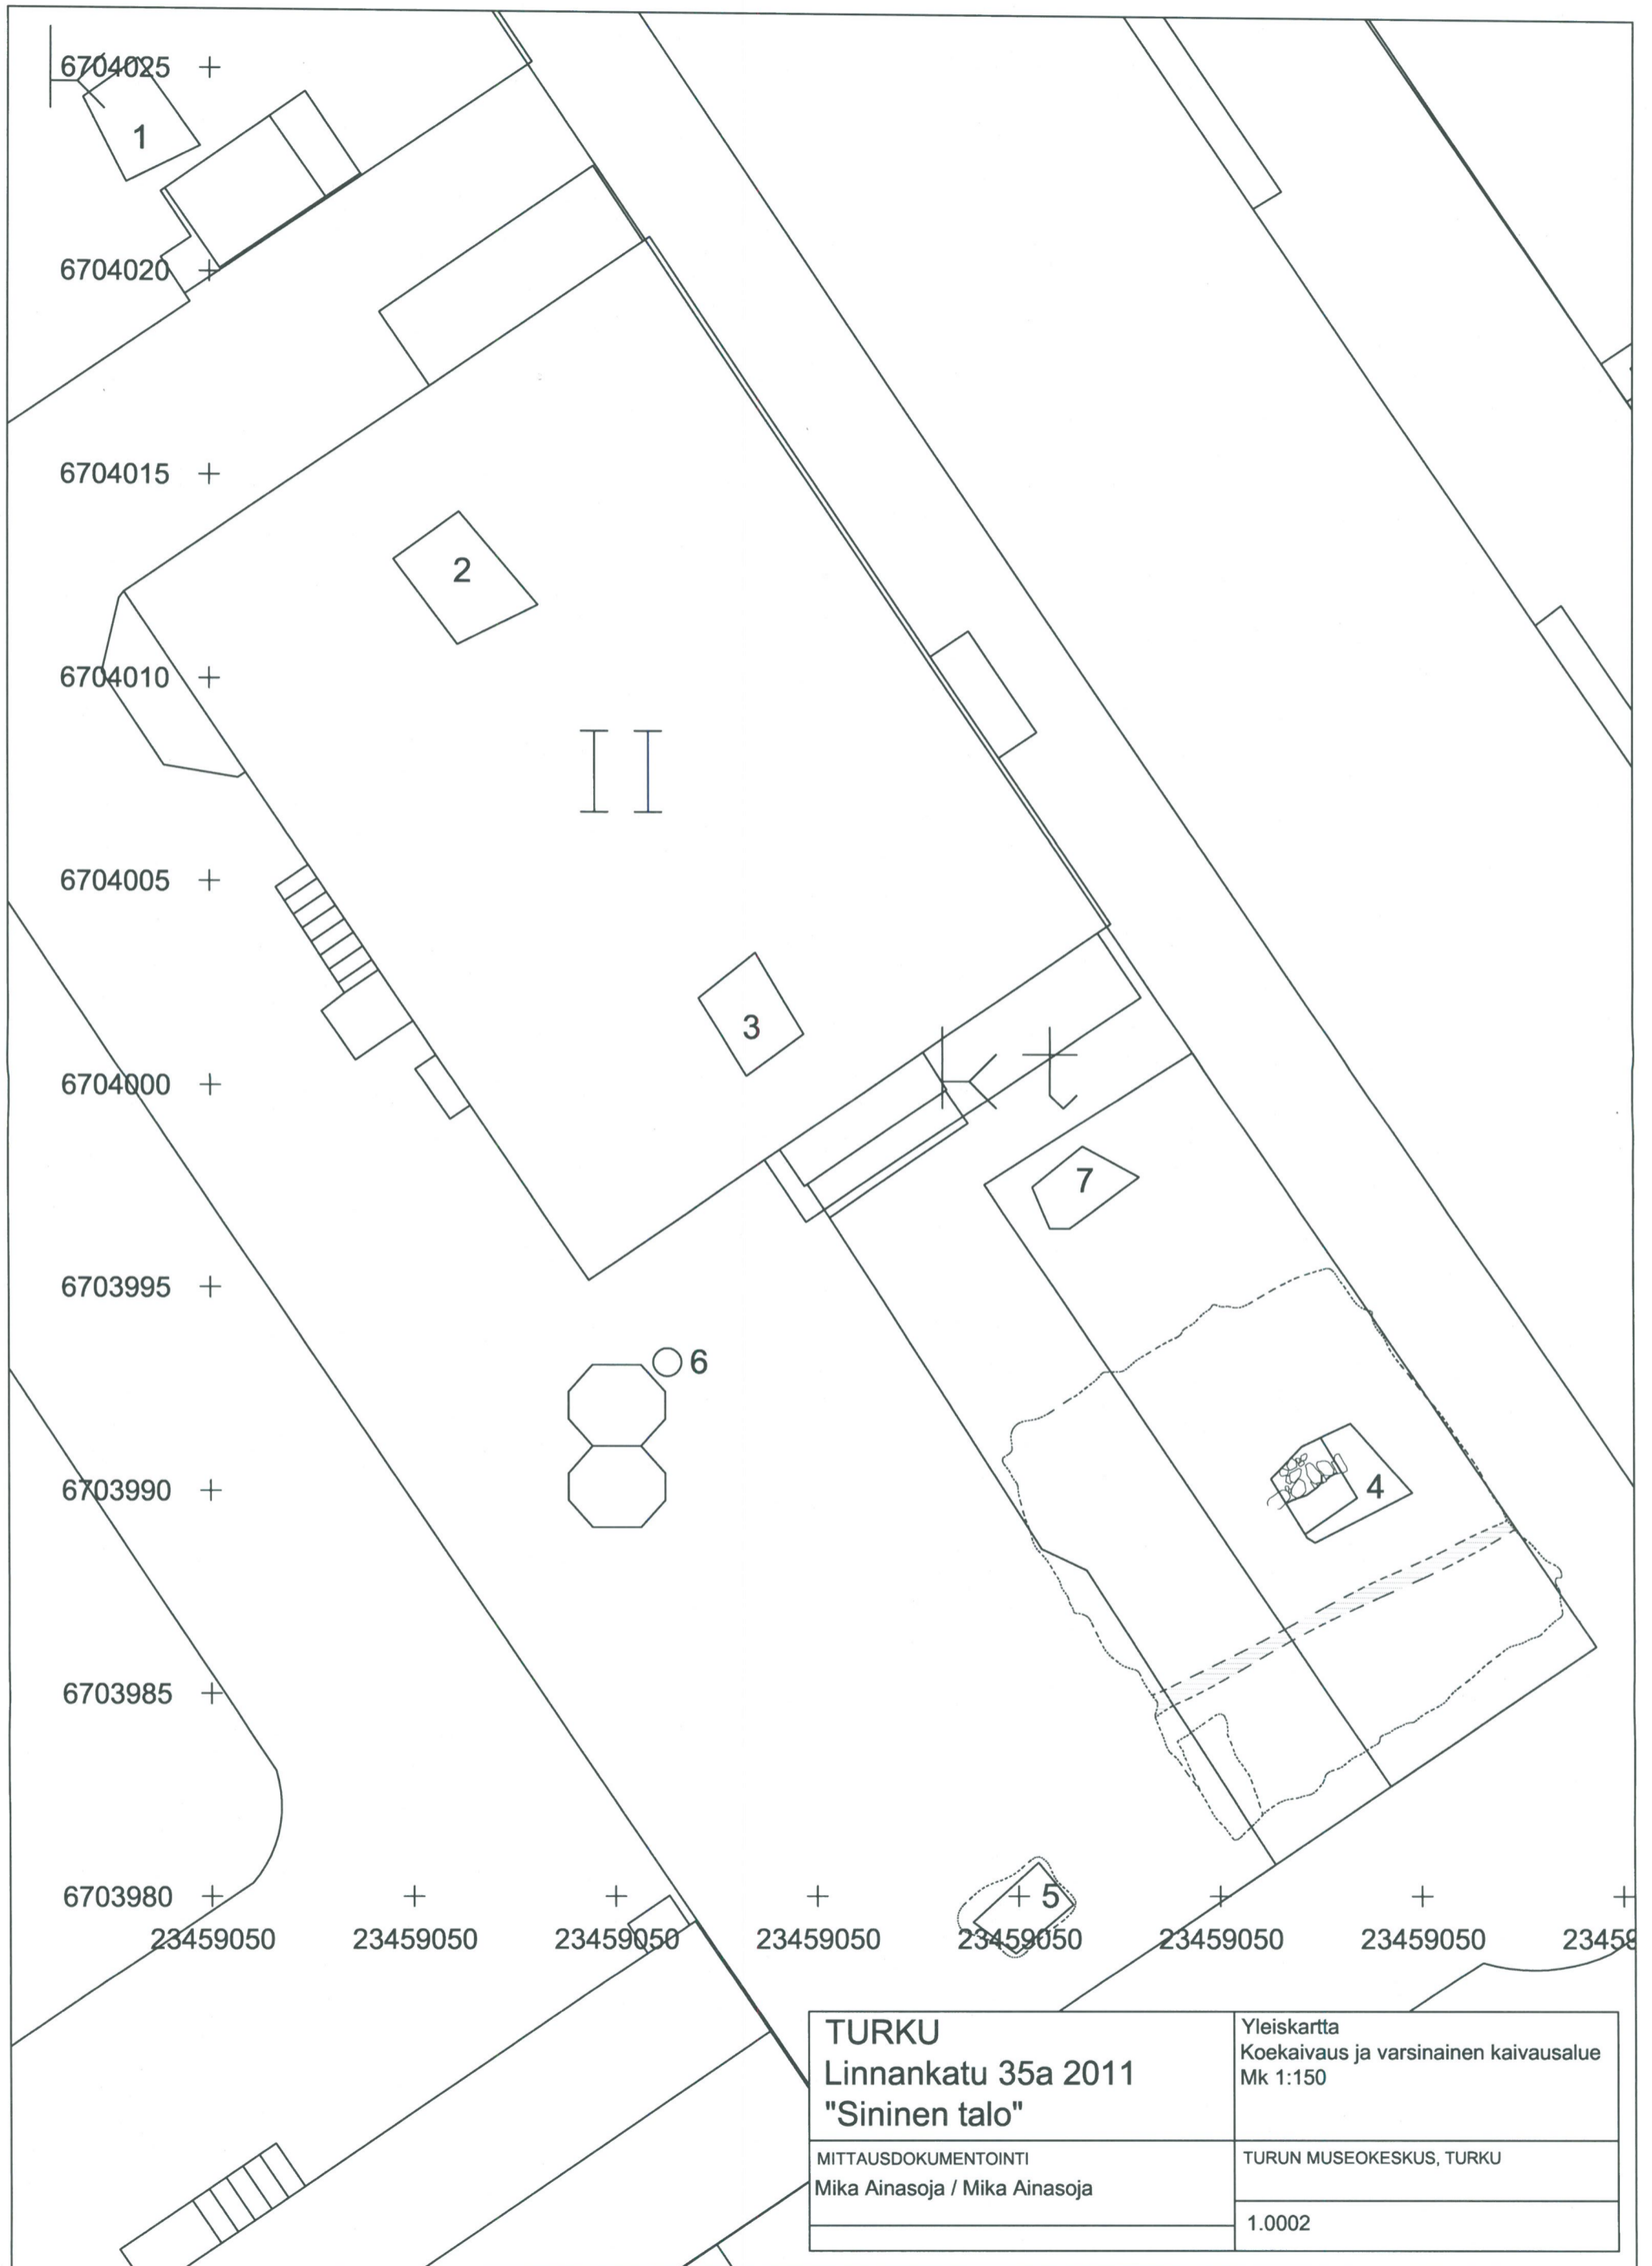 6704025
1
6704020
6704015
2
6704010
II
6704005
3
6704000
K t
7
6703995
6
6703990
4
6703985
6703980
5
23459050 23459050 23459050 23459050 23459050 23459050 23459050 23459
TURKU
Linnankatu 35a 2011
"Sininen talo"
Yleiskartta
Koekaivaus ja varsinainen kaivausalue
Mk 1:150
MITTAUSDOKUMENTOINTI
Mika Ainasoja / Mika Ainasoja
TURUN MUSEOKESKUS, TURKU
1.0002